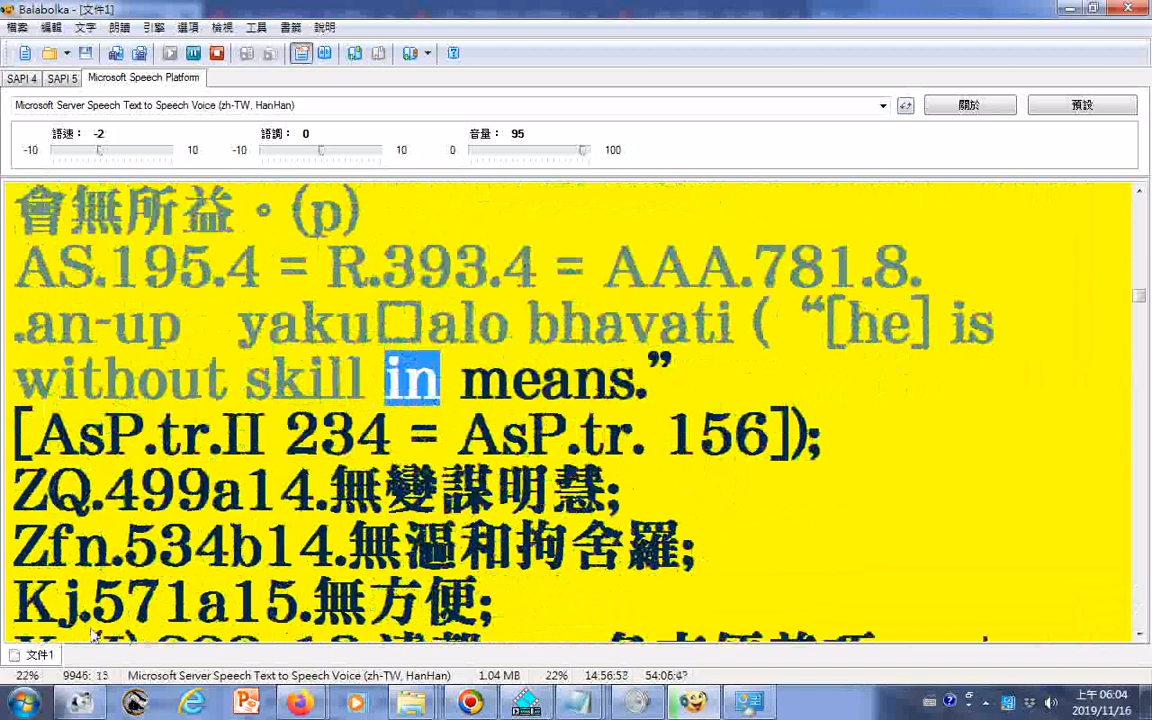 Balabolka - [文件1]
檔案 編輯 文字 朗讀 引擎 選項 檢視 工具 書籤 說明
SAPI 4 SAPI 5 Microsoft Speech Platform
Microsoft Server Speech Text to Speech Voice (zh-TW, HanHan) 關於 預設
語速： -2 語調： 0 音量： 95
-10 10 -10 10 0 100
會無所益。(p)
AS.195.4 = R.393.4 = AAA.781.8.
.an-up yaku□alo bhavati ( “[he] is
without skill in means.”
[AsP.tr.II 234 = AsP.tr. 156]);
ZQ.499a14.無變謀明慧;
Zfn.534b14.無漚和拘舍羅;
Kj.571a15.無方便;
文件1
22% 9946: 13 Microsoft Server Speech Text to Speech Voice (zh-TW, HanHan) 1.04 MB 22% 14:56:53 54:06:47
上午 06:04
2019/11/16